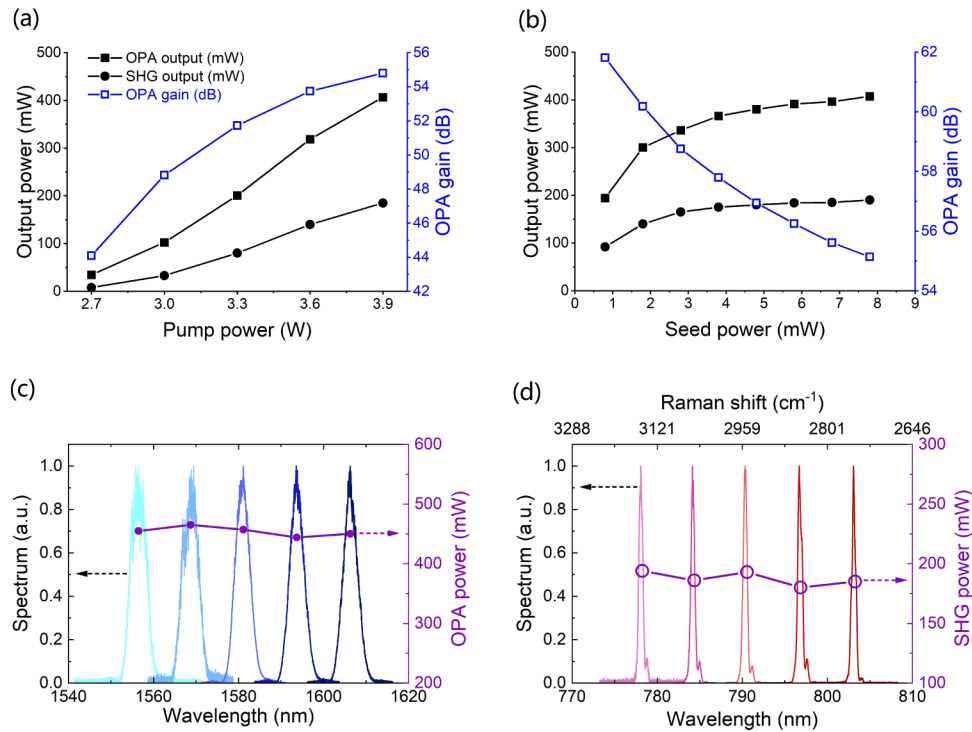 (a)
500
400
300
200
100
0
Output power (mW)
OPA output (mW)
SHG output (mW)
OPA gain (dB)
56
54
52
50
48
46
44
42
OPA gain (dB)
2.7 3.0 3.3 3.6 3.9
Pump power (W)
(b)
500
400
300
200
100
0
Output power (mW)
62
60
58
56
54
OPA gain (dB)
0 1 2 3 4 5 6 7 8 9
Seed power (mW)
(c)
1.0
0.8
0.6
0.4
0.2
0.0
Spectrum (a.u.)
600
500
400
300
200
OPA power (mW)
1540 1560 1580 1600 1620
Wavelength (nm)
(d)
Raman shift (cm⁻¹)
3288 3121 2959 2801 2646
1.0
0.8
0.6
0.4
0.2
0.0
Spectrum (a.u.)
300
250
200
150
100
SHG power (mW)
770 780 790 800 810
Wavelength (nm)